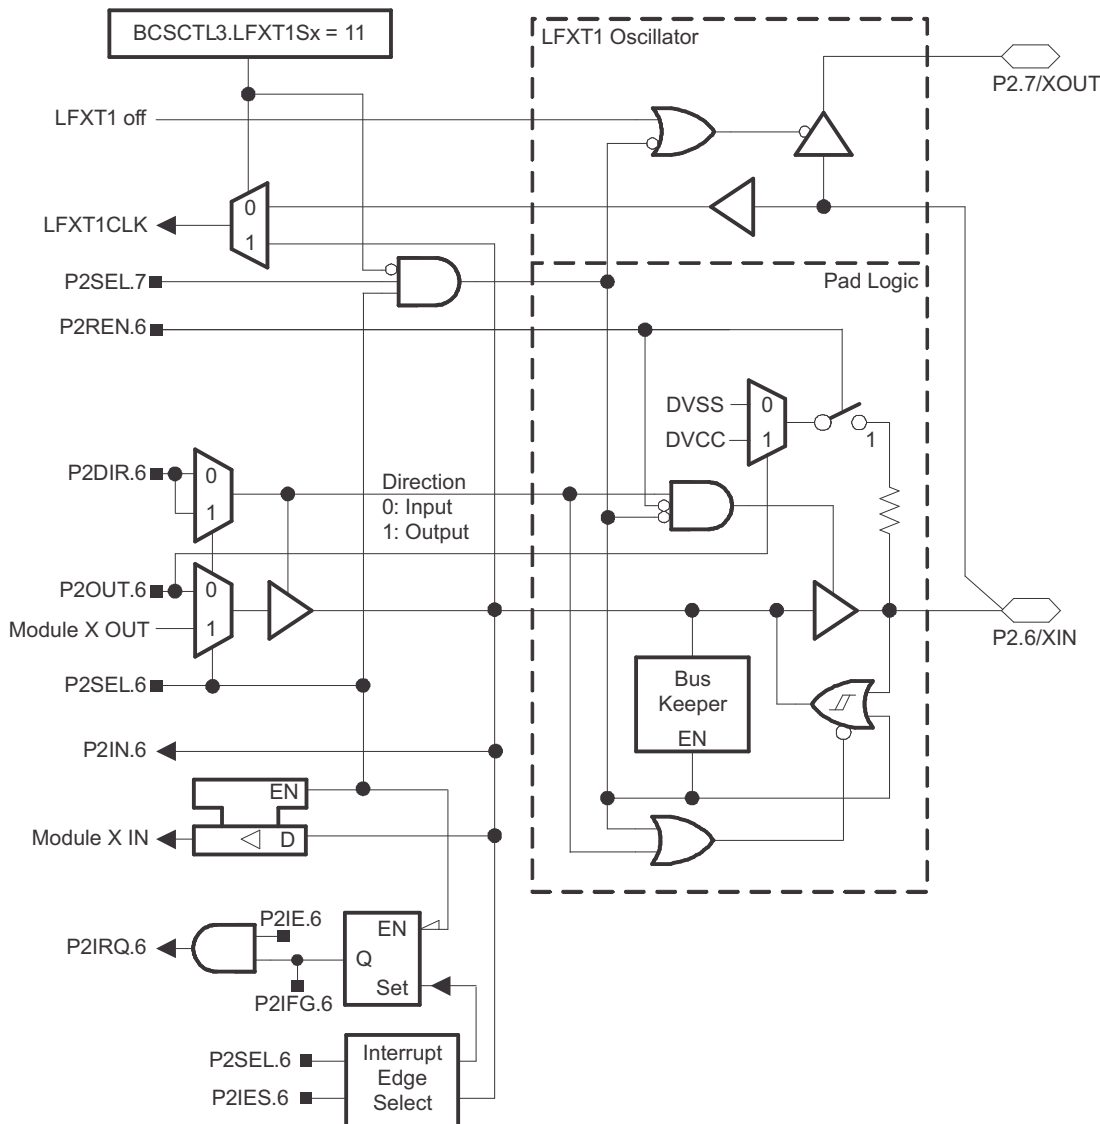 BCSCTL3.LFXT1Sx = 11
LFXT1 Oscillator
P2.7/XOUT
LFXT1 off
0
LFXT1CLK
1
P2SEL.7
Pad Logic
P2REN.6
DVSS
0
DVCC
1
1
P2DIR.6
0
1
Direction
0: Input
1: Output
P2OUT.6
0
Module X OUT
1
P2.6/XIN
P2SEL.6
Bus
Keeper
EN
P2IN.6
EN
Module X IN
D
P2IE.6
EN
P2IRQ.6
Q
Set
P2IFG.6
P2SEL.6
P2IES.6
Interrupt
Edge
Select